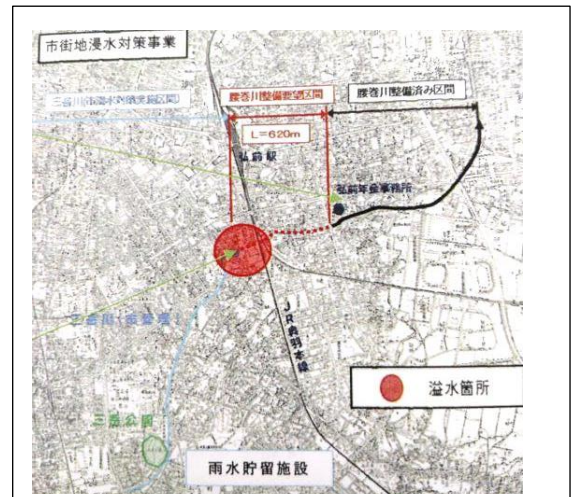 市街地浸水対策事業
腰巻川整備要望区間
腰巻川整備済み区間
L=620m
弘前駅
弘前年金事務所
JR奥羽本線
溢水箇所
雨水貯留施設